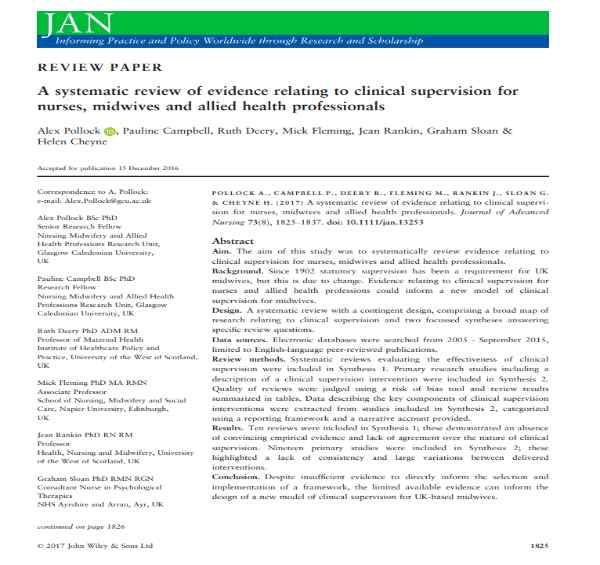 JAN
Informing Practice and Policy Worldwide through Research and Scholarship
REVIEW PAPER
A systematic review of evidence relating to clinical supervision for
nurses, midwives and allied health professionals
Alex Pollock iD, Pauline Campbell, Ruth Deery, Mick Fleming, Jean Rankin, Graham Sloan &
Helen Cheyne
Accepted for publication 15 December 2016
Correspondence to A. Pollock:
e-mail: Alex.Pollock@gcu.ac.uk
Alex Pollock BSc PhD
Senior Research Fellow
Nursing Midwifery and Allied
Health Professions Research Unit,
Glasgow Caledonian University,
UK
Pauline Campbell BSc PhD
Research Fellow
Nursing Midwifery and Allied Health
Professions Research Unit, Glasgow
Caledonian University, UK
Ruth Deery PhD ADM RM
Professor of Maternal Health
Institute of Healthcare Policy and
Practice, University of the West of Scotland,
UK
Mick Fleming PhD MA RMN
Associate Professor
School of Nursing, Midwifery and Social
Care, Napier University, Edinburgh,
UK
Jean Rankin PhD RN RM
Professor
Health, Nursing and Midwifery, University
of the West of Scotland, UK
Graham Sloan PhD RMN RGN
Consultant Nurse in Psychological
Therapies
NHS Ayrshire and Arran, Ayr, UK
continued on page 1826
POLLOCK A., CAMPBELL P., DEERY R., FLEMING M., RANKIN J., SLOAN G.
& CHEYNE H. (2017) A systematic review of evidence relating to clinical supervi-
sion for nurses, midwives and allied health professionals. Journal of Advanced
Nursing 73(8), 1825–1837. doi: 10.1111/jan.13253
Abstract
Aim. The aim of this study was to systematically review evidence relating to
clinical supervision for nurses, midwives and allied health professionals.
Background. Since 1902 statutory supervision has been a requirement for UK
midwives, but this is due to change. Evidence relating to clinical supervision for
nurses and allied health professions could inform a new model of clinical
supervision for midwives.
Design. A systematic review with a contingent design, comprising a broad map of
research relating to clinical supervision and two focussed syntheses answering
specific review questions.
Data sources. Electronic databases were searched from 2005 - September 2015,
limited to English-language peer-reviewed publications.
Review methods. Systematic reviews evaluating the effectiveness of clinical
supervision were included in Synthesis 1. Primary research studies including a
description of a clinical supervision intervention were included in Synthesis 2.
Quality of reviews were judged using a risk of bias tool and review results
summarized in tables. Data describing the key components of clinical supervision
interventions were extracted from studies included in Synthesis 2, categorized
using a reporting framework and a narrative account provided.
Results. Ten reviews were included in Synthesis 1; these demonstrated an absence
of convincing empirical evidence and lack of agreement over the nature of clinical
supervision. Nineteen primary studies were included in Synthesis 2; these
highlighted a lack of consistency and large variations between delivered
interventions.
Conclusion. Despite insufficient evidence to directly inform the selection and
implementation of a framework, the limited available evidence can inform the
design of a new model of clinical supervision for UK-based midwives.
© 2017 John Wiley & Sons Ltd
1825